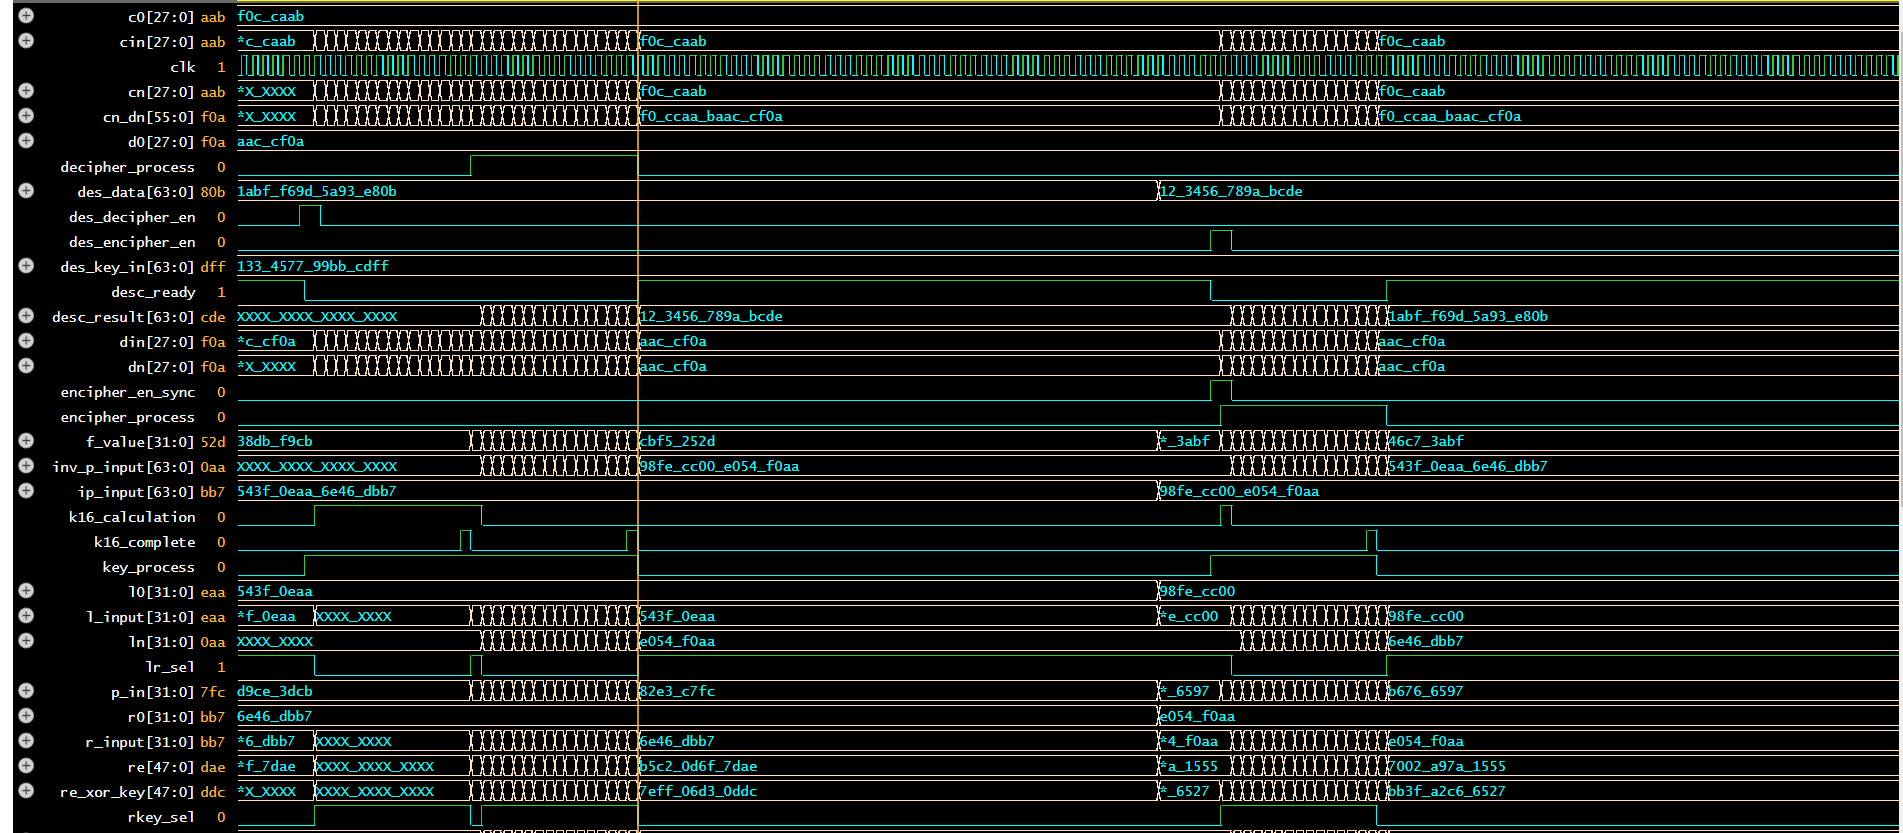 c0[27:0] aab f0c_caab
cin[27:0] aab *c_caab f0c_caab f0c_caab
clk 1
cn[27:0] aab *X_XXXX f0c_caab f0c_caab
cn_dn[55:0] f0a *X_XXXX f0_ccaa_baac_cf0a f0_ccaa_baac_cf0a
d0[27:0] f0a aac_cf0a
decipher_process 0
des_data[63:0] 80b 1abf_f69d_5a93_e80b 12_3456_789a_bcde
des_decipher_en 0
des_encipher_en 0
des_key_in[63:0] dff 133_4577_99bb_cdff
desc_ready 1
desc_result[63:0] cde XXXX_XXXX_XXXX_XXXX 12_3456_789a_bcde 1abf_f69d_5a93_e80b
din[27:0] f0a *c_cf0a aac_cf0a aac_cf0a
dn[27:0] f0a *X_XXXX aac_cf0a aac_cf0a
encipher_en_sync 0
encipher_process 0
f_value[31:0] 52d 38db_f9cb cbf5_252d *_3abf 46c7_3abf
inv_p_input[63:0] 0aa XXXX_XXXX_XXXX_XXXX 98fe_cc00_e054_f0aa 543f_0eaa_6e46_dbb7
ip_input[63:0] bb7 543f_0eaa_6e46_dbb7 98fe_cc00_e054_f0aa
k16_calculation 0
k16_complete 0
key_process 0
l0[31:0] eaa 543f_0eaa 98fe_cc00
l_input[31:0] eaa *f_0eaa XXXX_XXXX 543f_0eaa *e_cc00 98fe_cc00
ln[31:0] 0aa XXXX_XXXX e054_f0aa 6e46_dbb7
lr_sel 1
p_in[31:0] 7fc d9ce_3dcb 82e3_c7fc *_6597 b676_6597
r0[31:0] bb7 6e46_dbb7 e054_f0aa
r_input[31:0] bb7 *6_dbb7 XXXX_XXXX 6e46_dbb7 *4_f0aa e054_f0aa
re[47:0] dae *f_7dae XXXX_XXXX_XXXX b5c2_0d6f_7dae *a_1555 7002_a97a_1555
re_xor_key[47:0] ddc *X_XXXX XXXX_XXXX_XXXX 7eff_06d3_0ddc *_6527 bb3f_a2c6_6527
rkey_sel 0